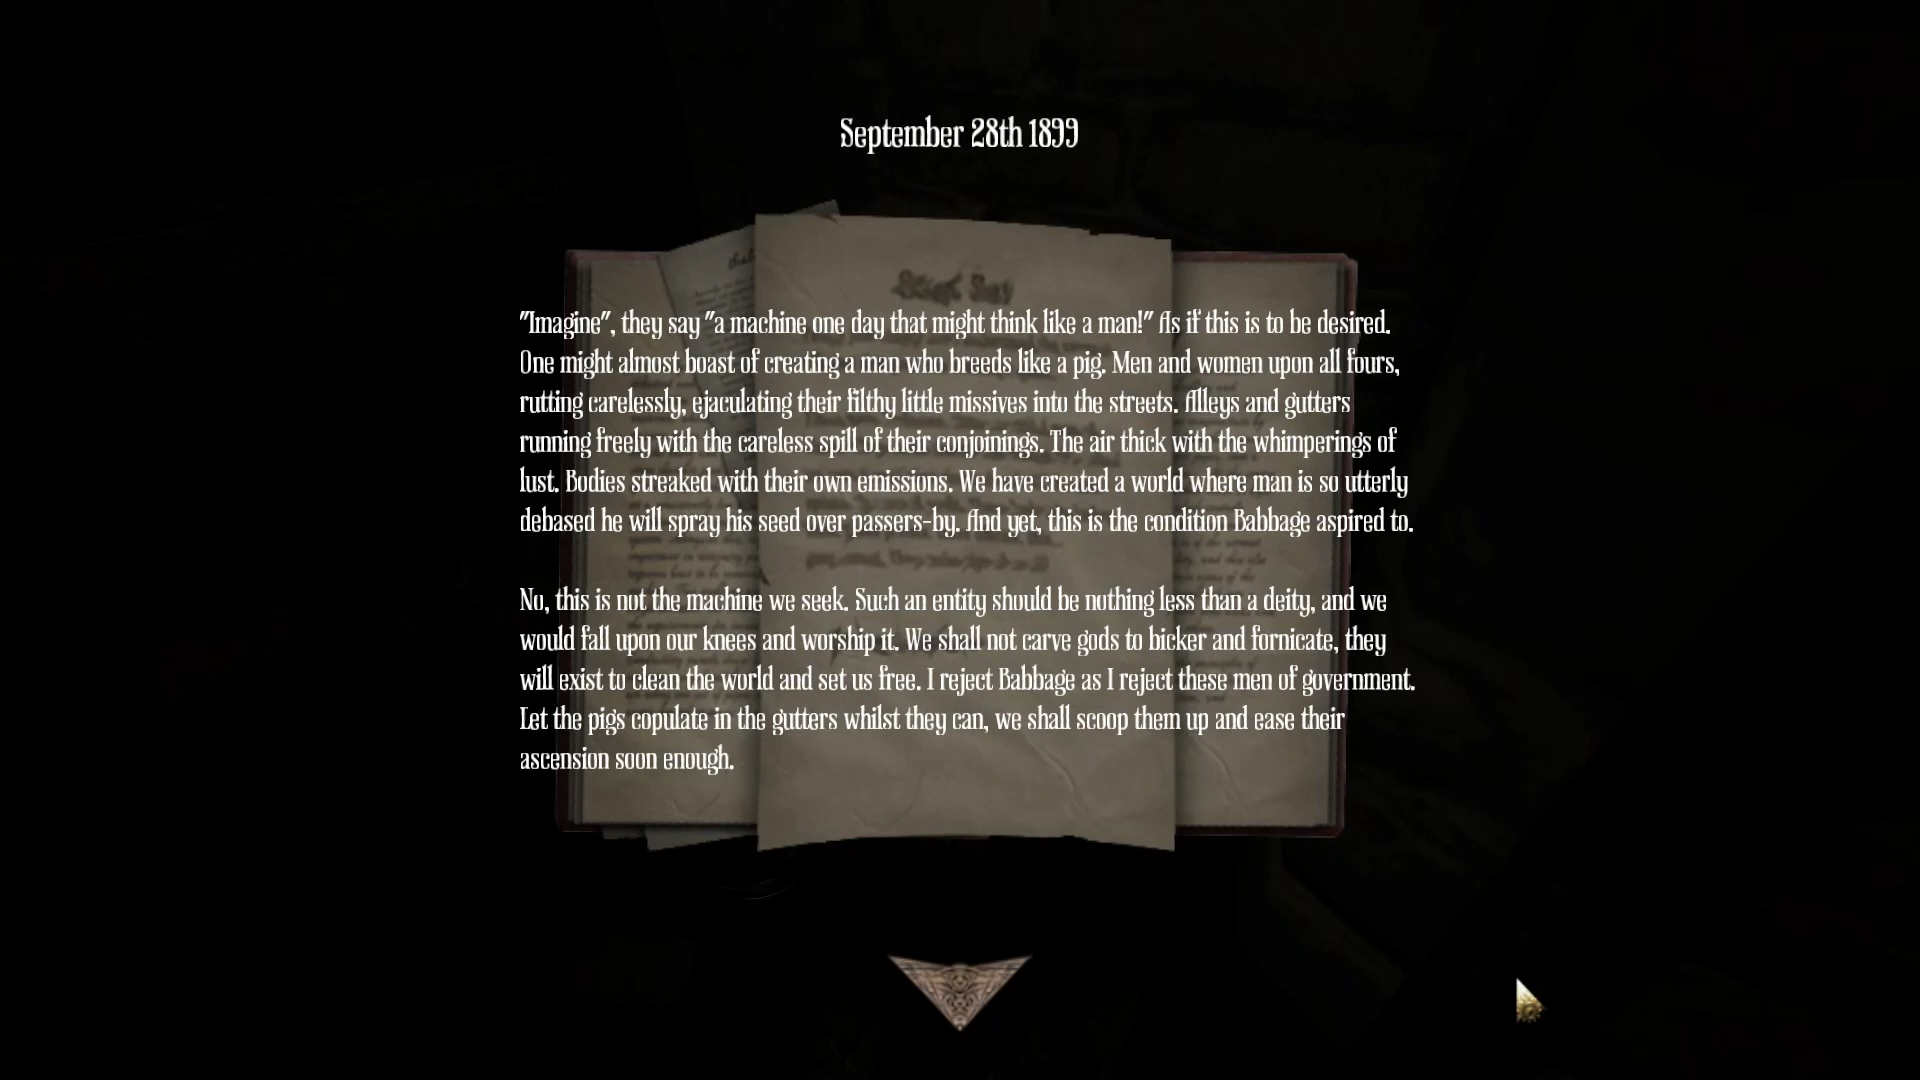 September 28th 1899
"Imagine", they say "a machine one day that might think like a man!" As if this is to be desired.
One might almost boast of creating a man who breeds like a pig. Men and women upon all fours,
rutting carelessly, ejaculating their filthy little missives into the streets. Alleys and gutters
running freely with the careless spill of their conjoinings. The air thick with the whimperings of
lust. Bodies streaked with their own emissions. We have created a world where man is so utterly
debased he will spray his seed over passers-by. And yet, this is the condition Babbage aspired to.
No, this is not the machine we seek. Such an entity should be nothing less than a deity, and we
would fall upon our knees and worship it. We shall not carve gods to bicker and fornicate, they
will exist to clean the world and set us free. I reject Babbage as I reject these men of government.
Let the pigs copulate in the gutters whilst they can, we shall scoop them up and ease their
ascension soon enough.